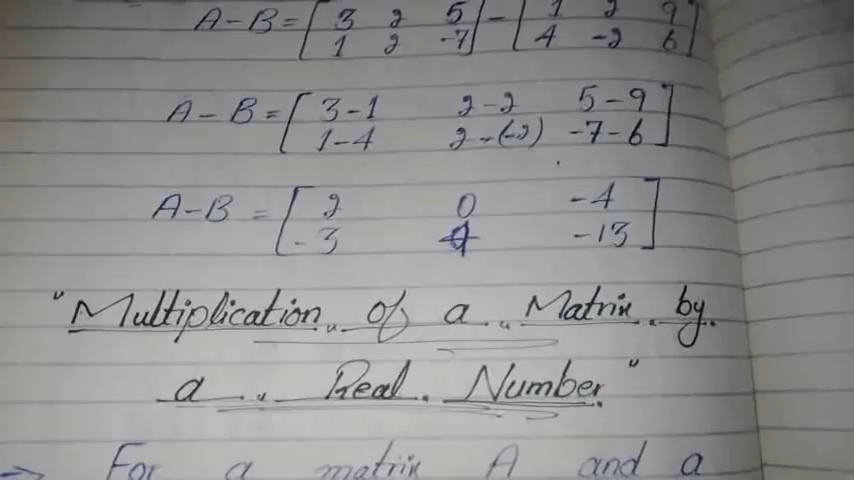 A-B = [ 3 2 5 ] - [ 1 2 9 ]
1 2 -7 4 -2 6
A - B = [ 3-1 2-2 5-9 ]
1-4 2-(-2) -7-6
A-B = [ 2 0 -4 ]
-3 4 -13
"Multiplication of a Matrix by
a Real Number"
→ For a matrix A and a